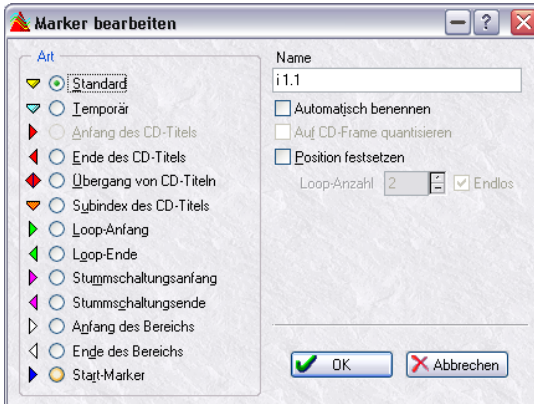 Marker bearbeiten
Art
Standard
Temporär
Anfang des CD-Titels
Ende des CD-Titels
Übergang von CD-Titeln
Subindex des CD-Titels
Loop-Anfang
Loop-Ende
Stummschaltungsanfang
Stummschaltungsende
Anfang des Bereichs
Ende des Bereichs
Start-Marker
Name
i 1.1
Automatisch benennen
Auf CD-Frame quantisieren
Position festsetzen
Loop-Anzahl 2 Endlos
OK Abbrechen